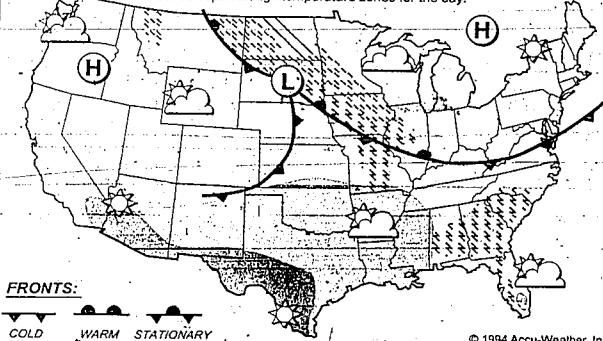 temperature zones for the day.
H
H
L
FRONTS:
COLD WARM STATIONARY
© 1994 Accu-Weather, In